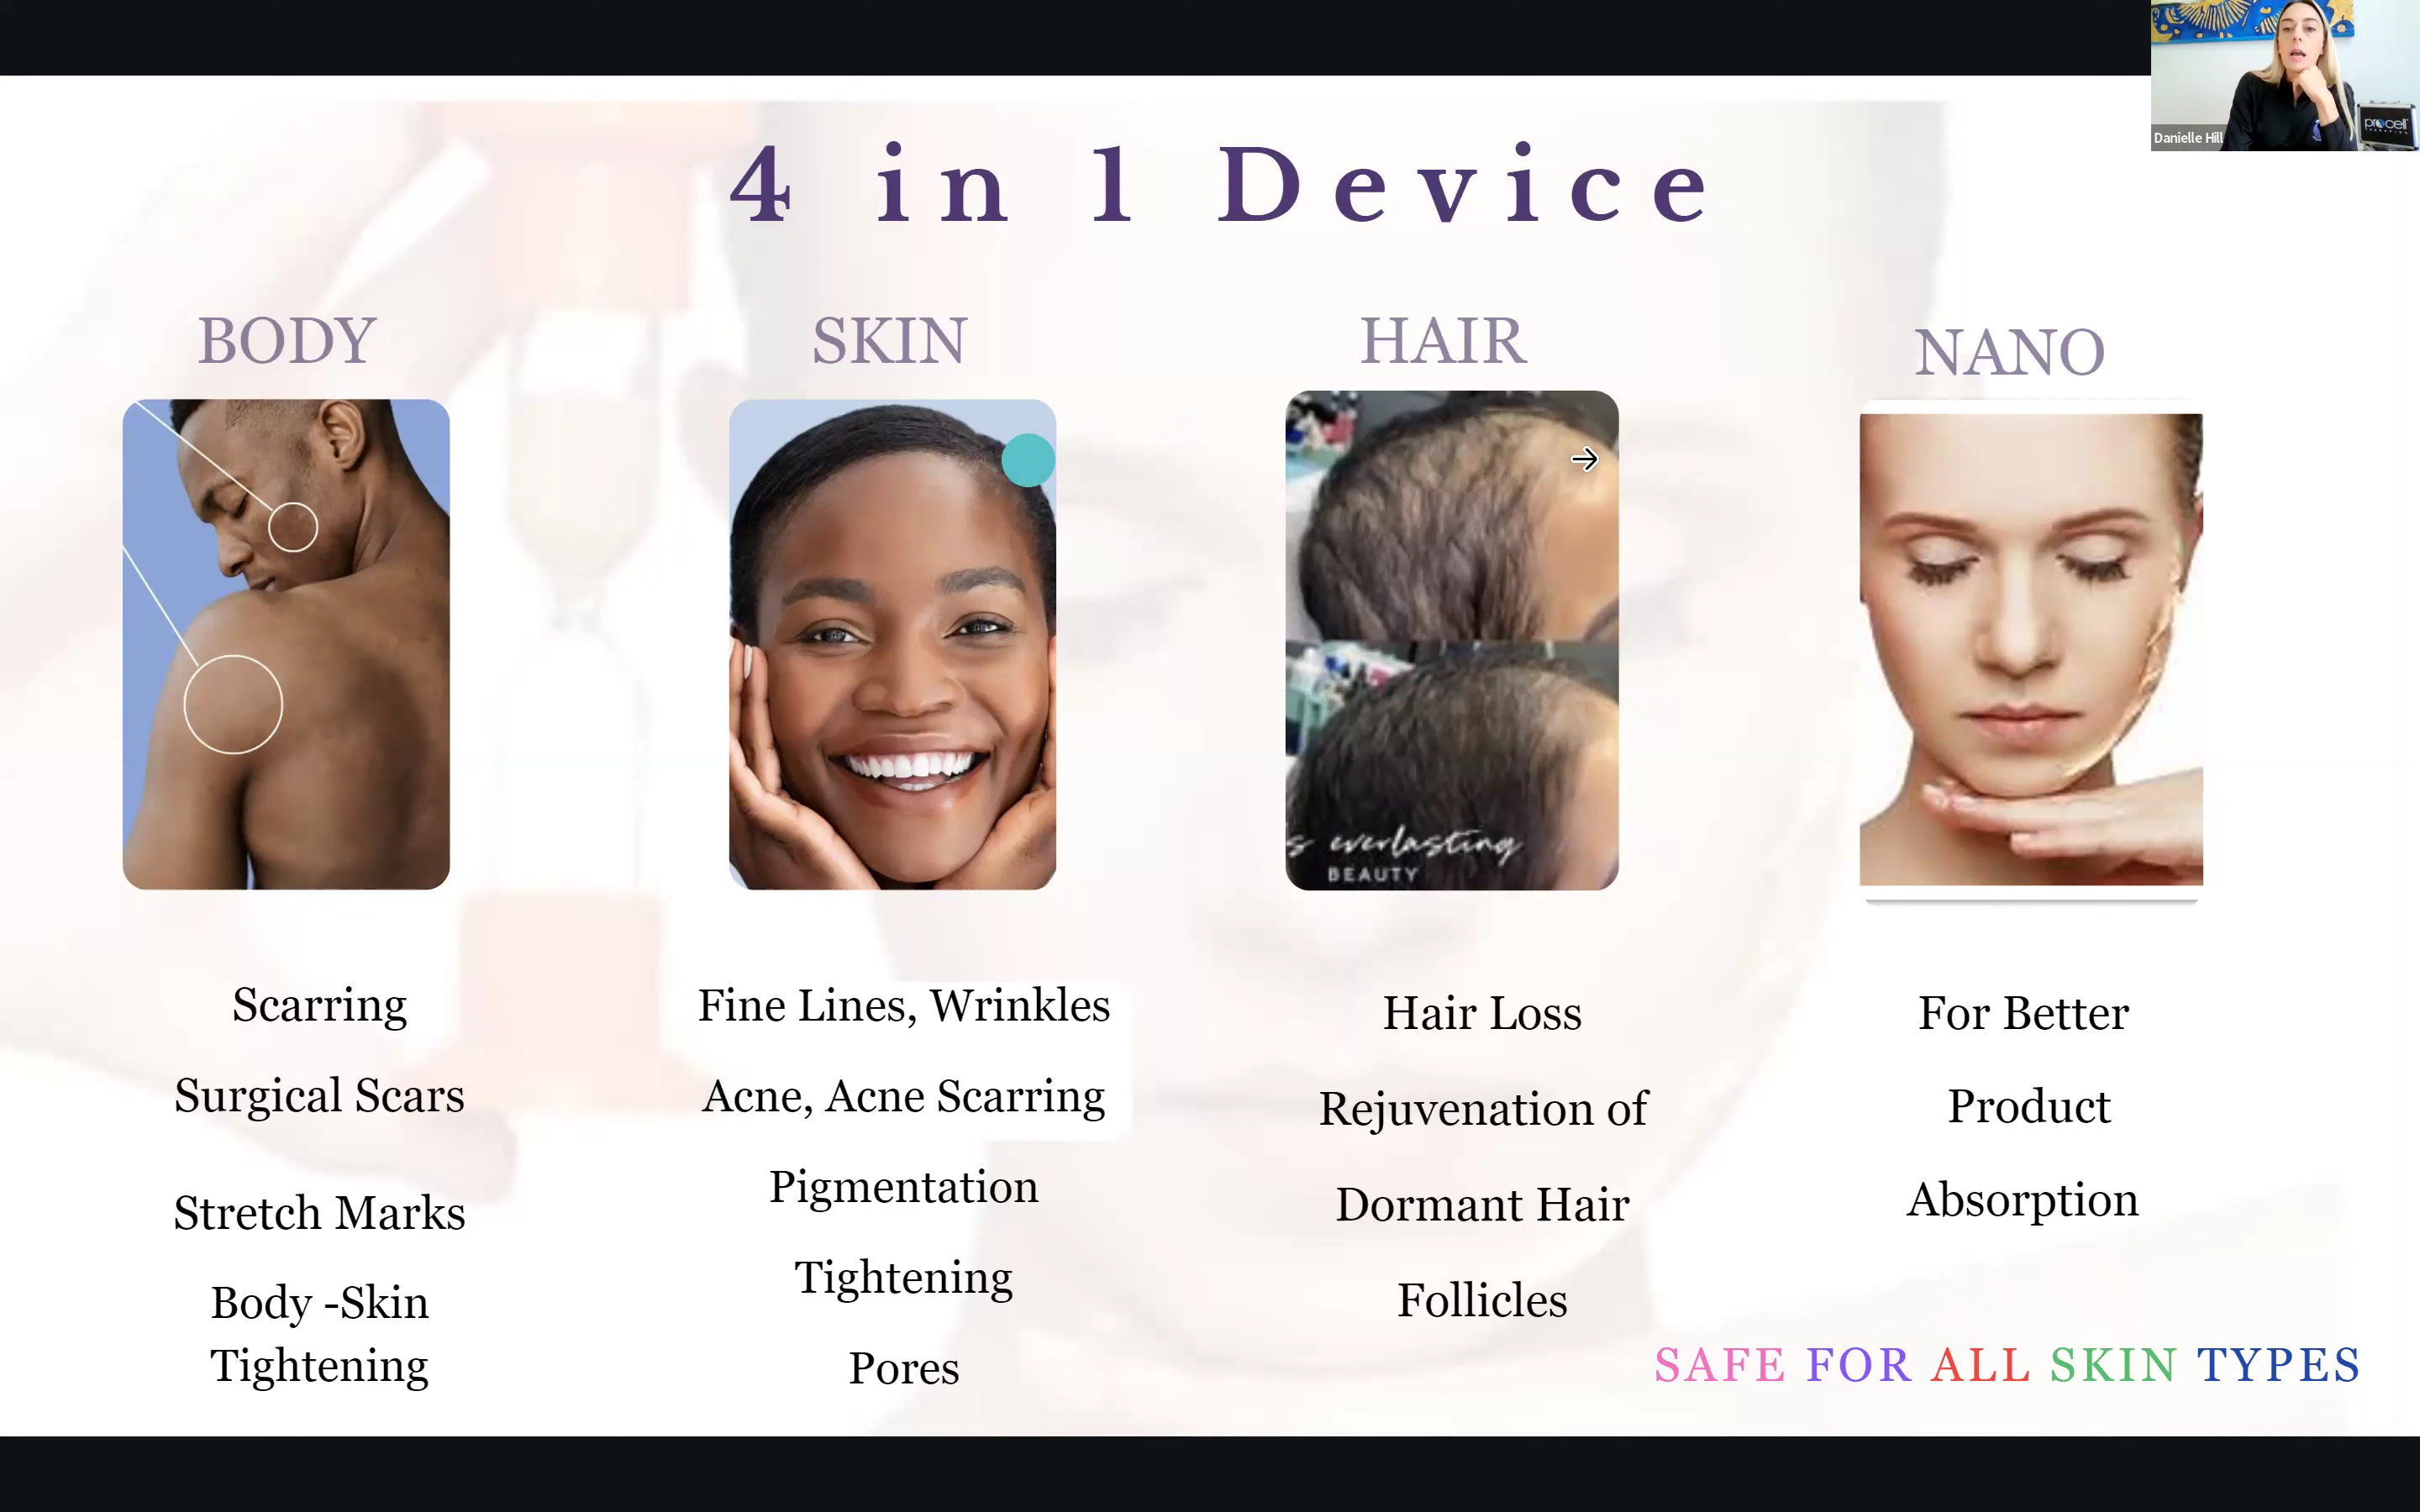 4 in 1 Device
Danielle Hill
procell
BODY
SKIN
HAIR
NANO
s everlasting
BEAUTY
Scarring
Surgical Scars
Stretch Marks
Body -Skin
Tightening
Fine Lines, Wrinkles
Acne, Acne Scarring
Pigmentation
Tightening
Pores
Hair Loss
Rejuvenation of
Dormant Hair
Follicles
For Better
Product
Absorption
SAFE FOR ALL SKIN TYPES